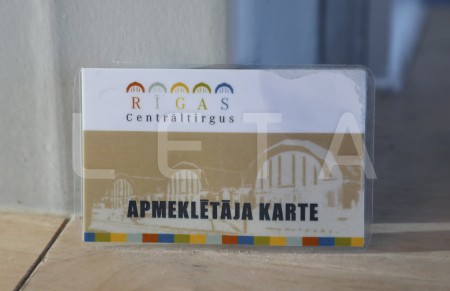 RĪGAS
Centrāltirgus
LETA
APMEKLĒTĀJA KARTE